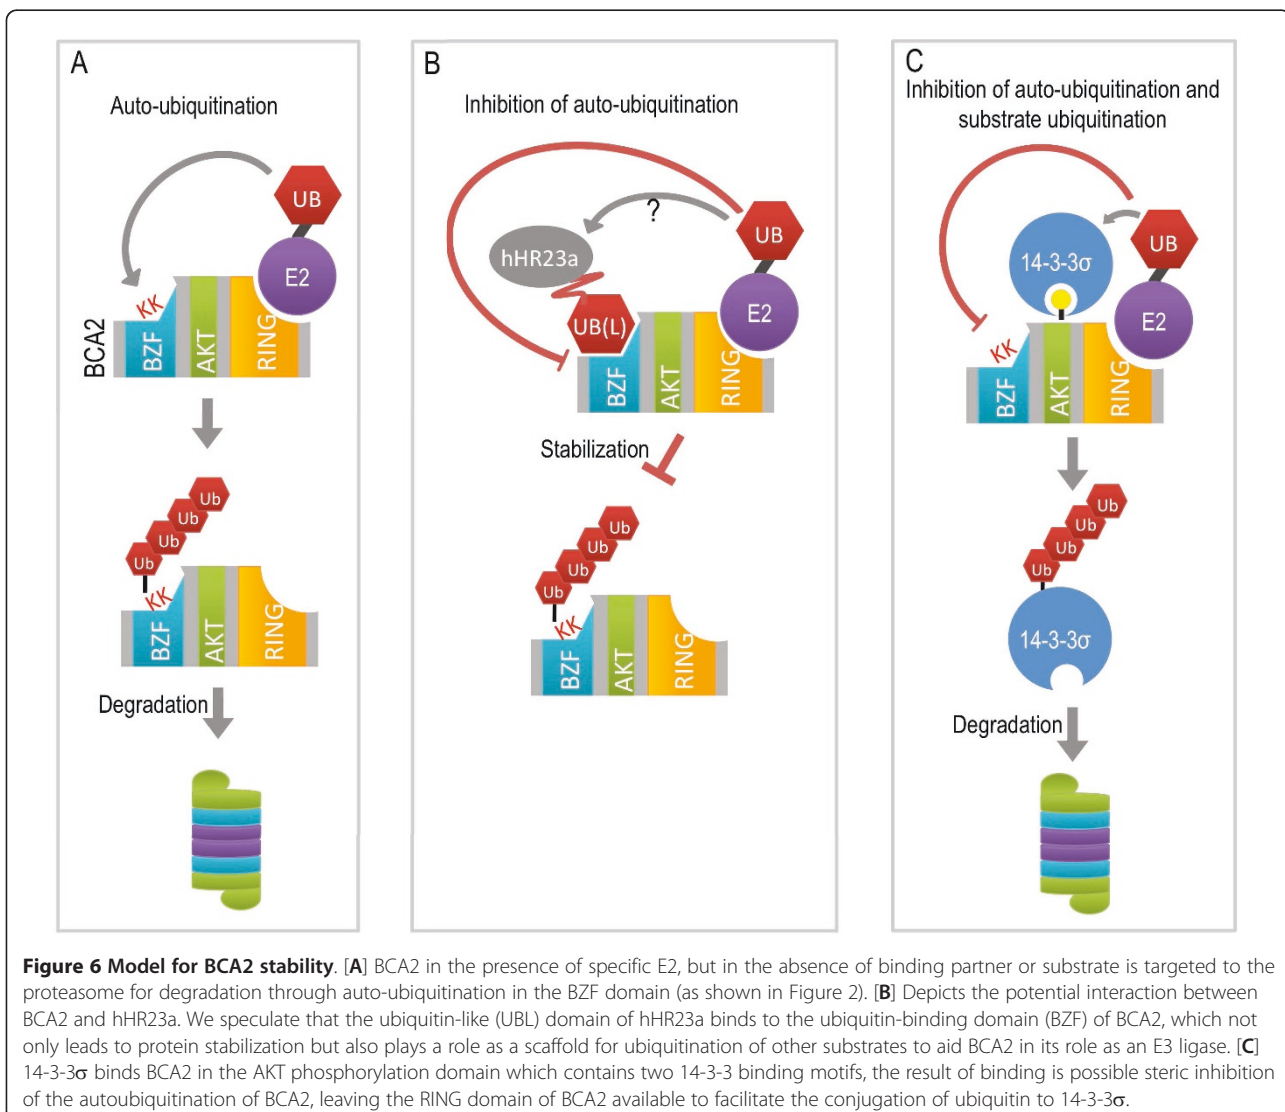 A
Auto-ubiquitination
UB
E2
KK
BCA2
BZF
AKT
RING
Ub
Ub
Ub
Ub
KK
BZF
AKT
RING
Degradation
B
Inhibition of auto-ubiquitination
?
UB
hHR23a
UB(L)
E2
BZF
AKT
RING
Stabilization
Ub
Ub
Ub
Ub
KK
BZF
AKT
RING
C
Inhibition of auto-ubiquitination and
substrate ubiquitination
UB
14-3-3σ
E2
KK
BZF
AKT
RING
Ub
Ub
Ub
Ub
14-3-3σ
Degradation
Figure 6 Model for BCA2 stability. [A] BCA2 in the presence of specific E2, but in the absence of binding partner or substrate is targeted to the
proteasome for degradation through auto-ubiquitination in the BZF domain (as shown in Figure 2). [B] Depicts the potential interaction between
BCA2 and hHR23a. We speculate that the ubiquitin-like (UBL) domain of hHR23a binds to the ubiquitin-binding domain (BZF) of BCA2, which not
only leads to protein stabilization but also plays a role as a scaffold for ubiquitination of other substrates to aid BCA2 in its role as an E3 ligase. [C]
14-3-3σ binds BCA2 in the AKT phosphorylation domain which contains two 14-3-3 binding motifs, the result of binding is possible steric inhibition
of the autoubiquitination of BCA2, leaving the RING domain of BCA2 available to facilitate the conjugation of ubiquitin to 14-3-3σ.